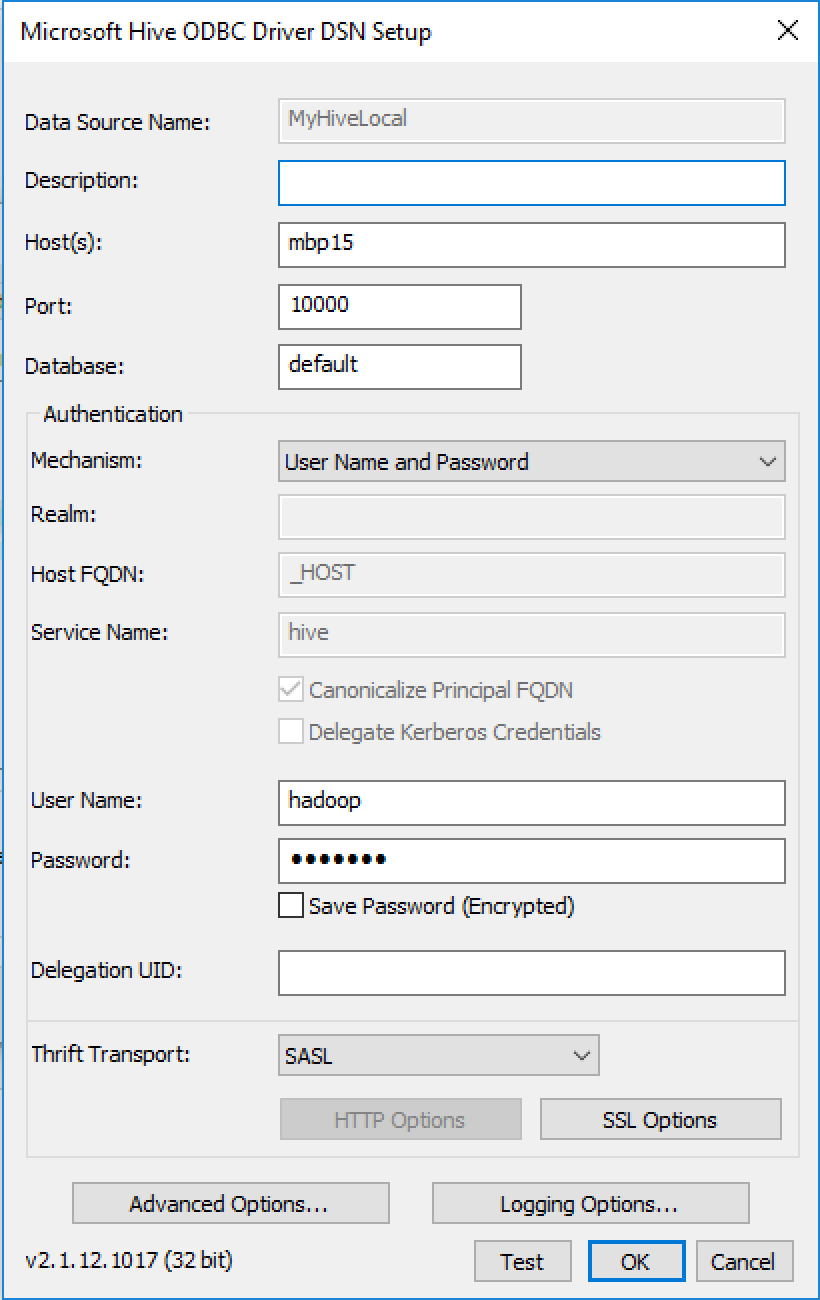 Microsoft Hive ODBC Driver DSN Setup
Data Source Name: MyHiveLocal
Description:
Host(s): mbp15
Port: 10000
Database: default
Authentication
Mechanism: User Name and Password
Realm:
Host FQDN: _HOST
Service Name: hive
Canonicalize Principal FQDN
Delegate Kerberos Credentials
User Name: hadoop
Password: •••••••
Save Password (Encrypted)
Delegation UID:
Thrift Transport: SASL
HTTP Options SSL Options
Advanced Options... Logging Options...
v2.1.12.1017 (32 bit) Test OK Cancel